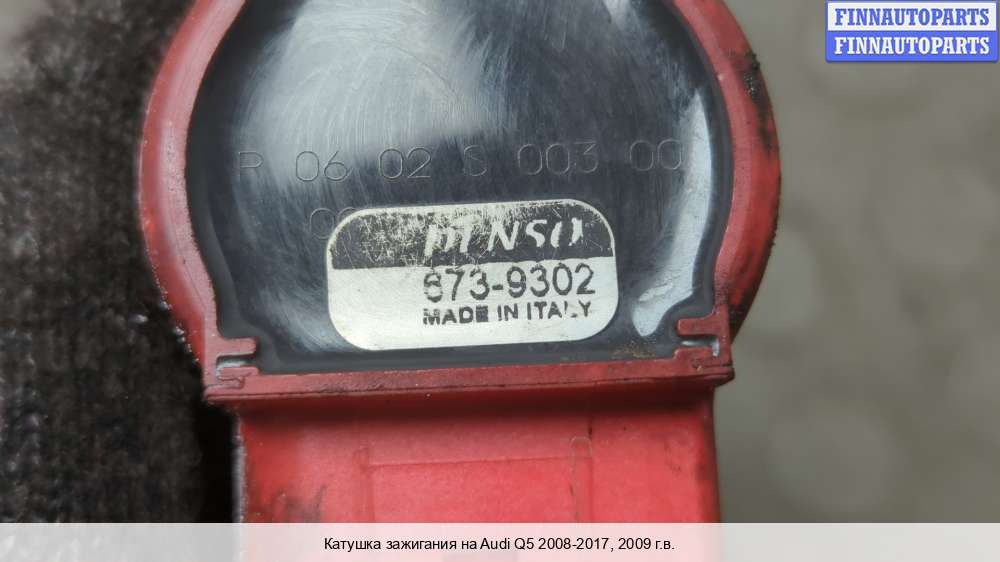 FINNAUTOPARTS
FINNAUTOPARTS
R 06 02 S 003 00
DENSO
673-9302
MADE IN ITALY
Катушка зажигания на Audi Q5 2008-2017, 2009 г.в.